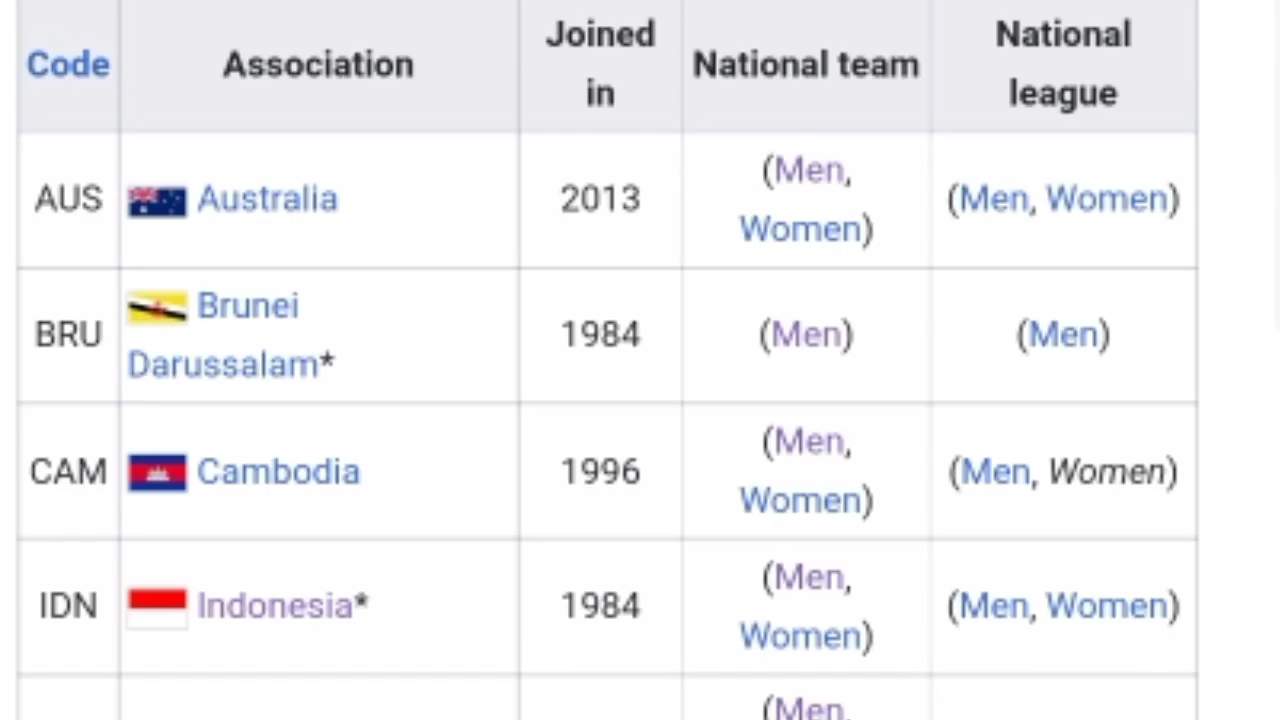 Code Association Joined in National team National league
AUS Australia 2013 (Men, Women) (Men, Women)
BRU Brunei Darussalam* 1984 (Men) (Men)
CAM Cambodia 1996 (Men, Women) (Men, Women)
IDN Indonesia* 1984 (Men, Women) (Men, Women)
(Men,